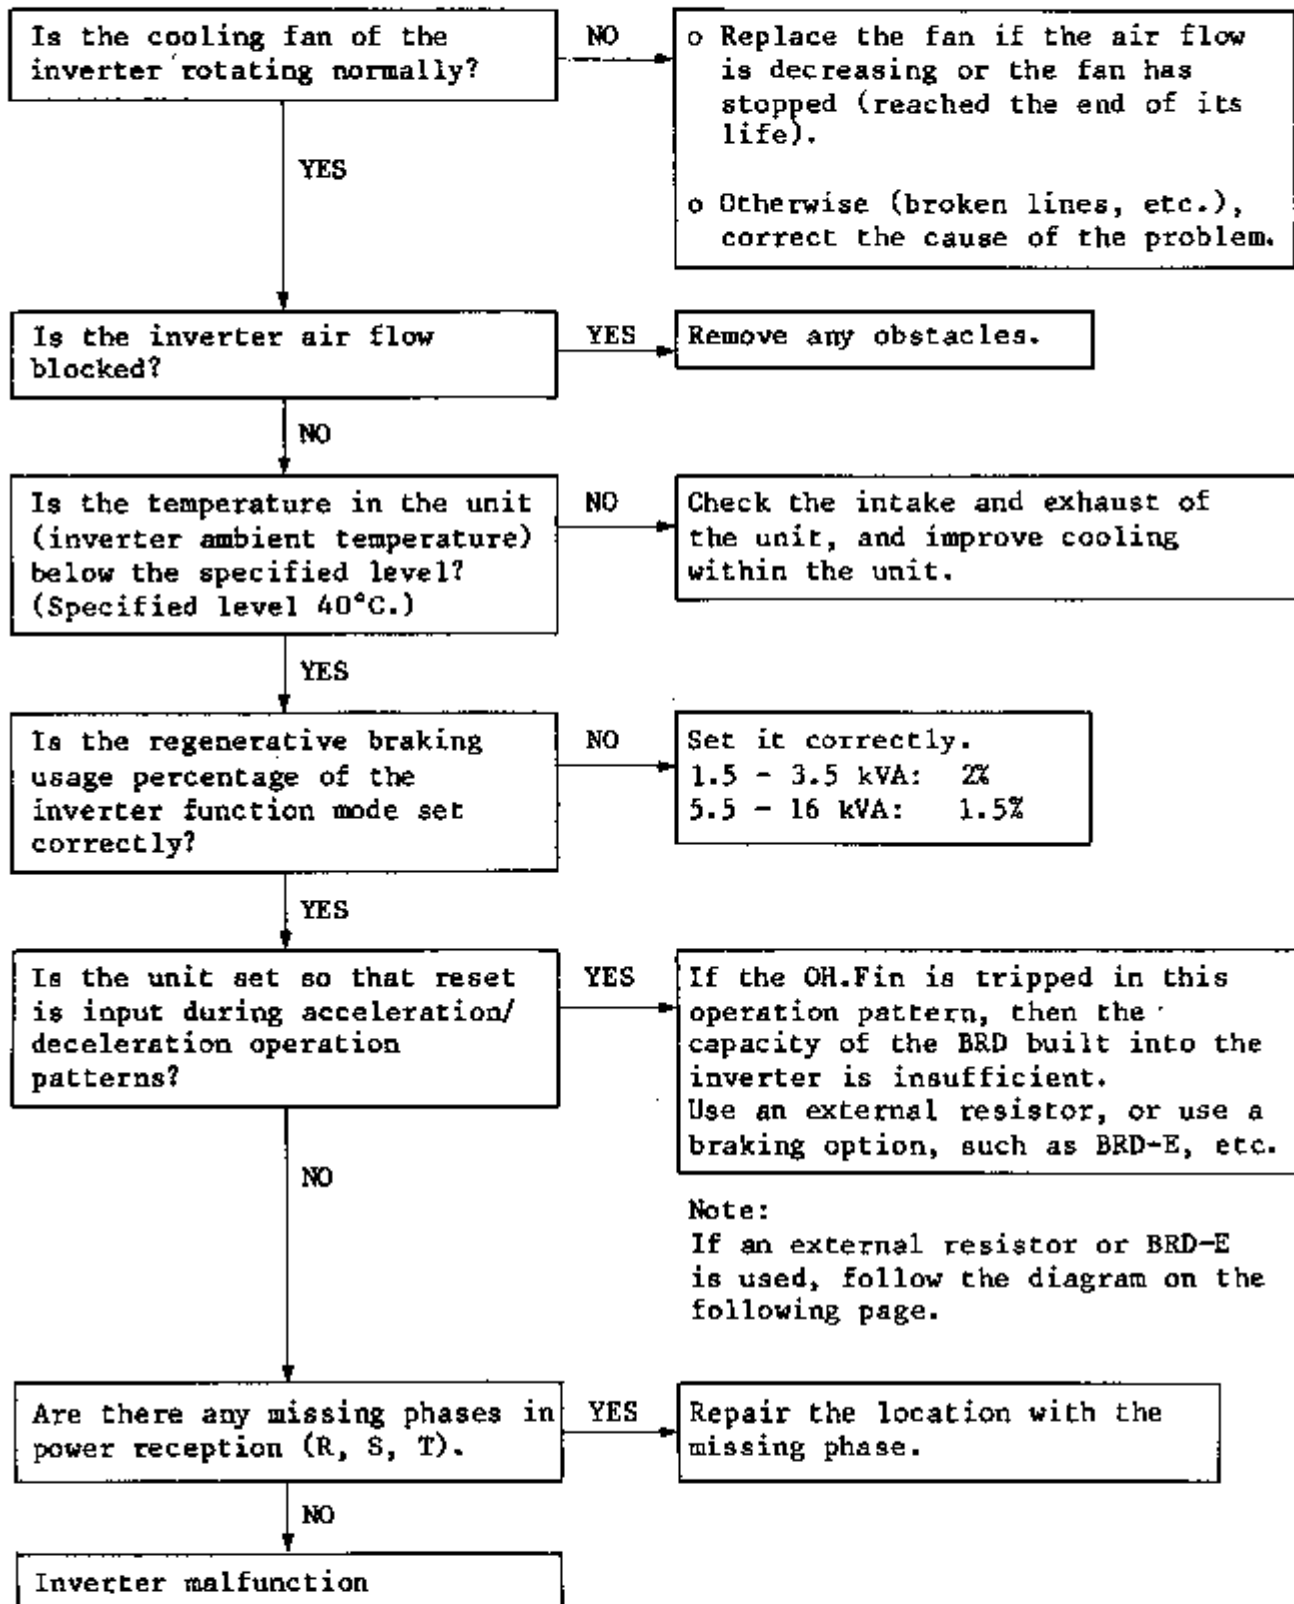 Is the cooling fan of the
inverter rotating normally?
NO
o Replace the fan if the air flow
is decreasing or the fan has
stopped (reached the end of its
life).
o Otherwise (broken lines, etc.),
correct the cause of the problem.
YES
Is the inverter air flow
blocked?
YES
Remove any obstacles.
NO
Is the temperature in the unit
(inverter ambient temperature)
below the specified level?
(Specified level 40°C.)
NO
Check the intake and exhaust of
the unit, and improve cooling
within the unit.
YES
Is the regenerative braking
usage percentage of the
inverter function mode set
correctly?
NO
Set it correctly.
1.5 - 3.5 kVA: 2%
5.5 - 16 kVA: 1.5%
YES
Is the unit set so that reset
is input during acceleration/
deceleration operation
patterns?
YES
If the OH.Fin is tripped in this
operation pattern, then the
capacity of the BRD built into the
inverter is insufficient.
Use an external resistor, or use a
braking option, such as BRD-E, etc.
NO
Note:
If an external resistor or BRD-E
is used, follow the diagram on the
following page.
Are there any missing phases in
power reception (R, S, T).
YES
Repair the location with the
missing phase.
NO
Inverter malfunction